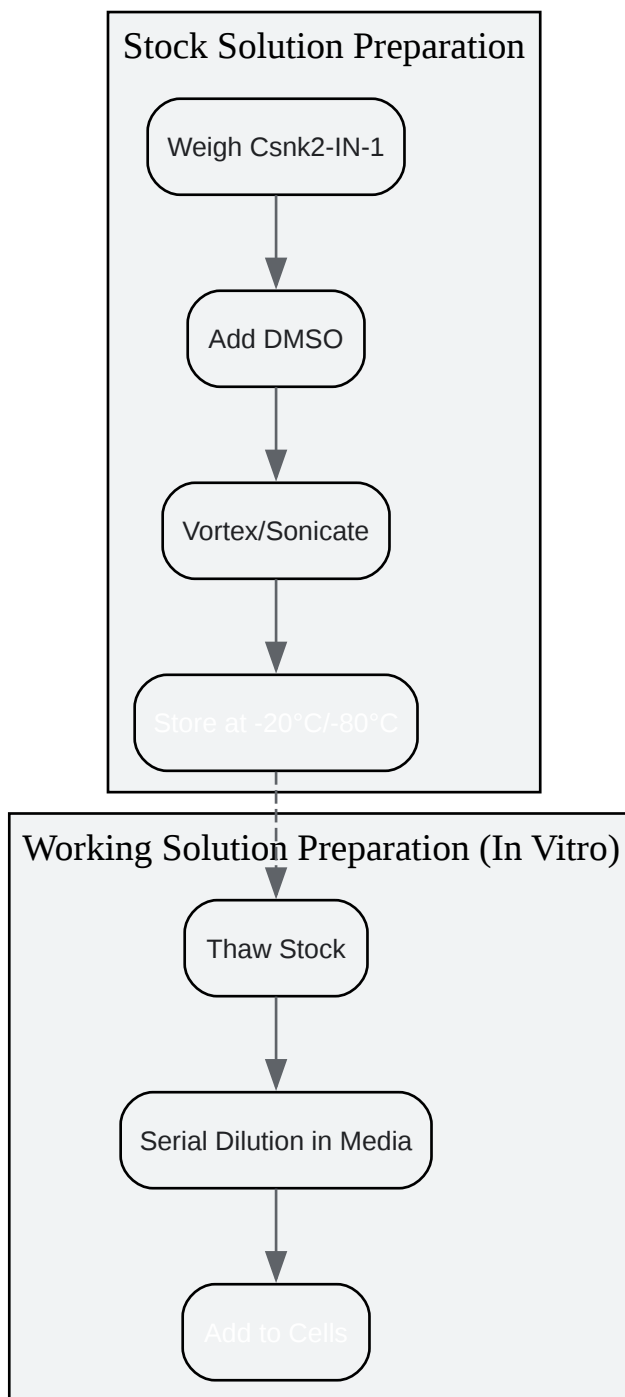 Stock Solution Preparation
Weigh Csnk2-IN-1
Add DMSO
Vortex/Sonicate
Store at -20°C/-80°C
Working Solution Preparation (In Vitro)
Thaw Stock
Serial Dilution in Media
Add to Cells